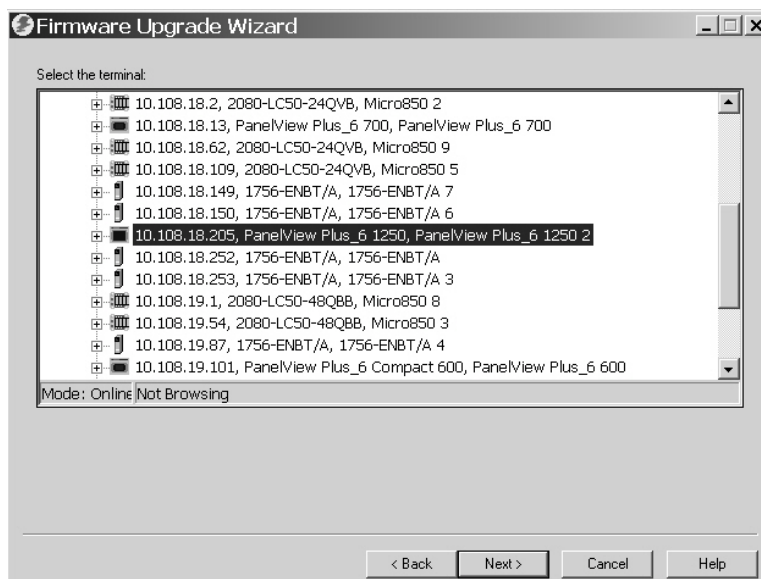 Firmware Upgrade Wizard
Select the terminal:
10.108.18.2, 2080-LC50-24QVB, Micro850 2
10.108.18.13, PanelView Plus_6 700, PanelView Plus_6 700
10.108.18.62, 2080-LC50-24QVB, Micro850 9
10.108.18.109, 2080-LC50-24QVB, Micro850 5
10.108.18.149, 1756-ENBT/A, 1756-ENBT/A 7
10.108.18.150, 1756-ENBT/A, 1756-ENBT/A 6
10.108.18.205, PanelView Plus_6 1250, PanelView Plus_6 1250 2
10.108.18.252, 1756-ENBT/A, 1756-ENBT/A
10.108.18.253, 1756-ENBT/A, 1756-ENBT/A 3
10.108.19.1, 2080-LC50-48QBB, Micro850 8
10.108.19.54, 2080-LC50-48QBB, Micro850 3
10.108.19.87, 1756-ENBT/A, 1756-ENBT/A 4
10.108.19.101, PanelView Plus_6 Compact 600, PanelView Plus_6 600
Mode: Online Not Browsing
< Back Next > Cancel Help